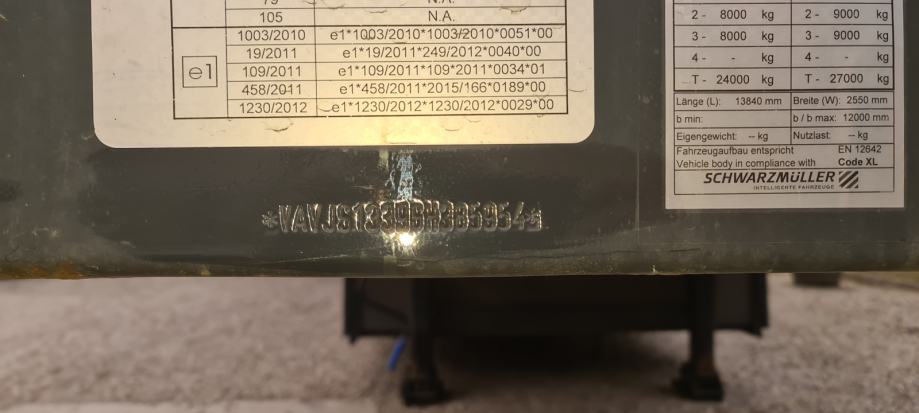 79 N.A.
105 N.A.
1003/2010 e1*1003/2010*1003/2010*0051*00
19/2011 e1*19/2011*249/2012*0040*00
e1 109/2011 e1*109/2011*109*2011*0034*01
458/2011 e1*458/2011*2015/166*0189*00
1230/2012 e1*1230/2012*1230/2012*0029*00
2 - 8000 kg 2 - 9000 kg
3 - 8000 kg 3 - 9000 kg
4 - - kg 4 - - kg
T - 24000 kg T - 27000 kg
Länge (L): 13840 mm Breite (W): 2550 mm
b min: b / b max: 12000 mm
Eigengewicht: -- kg Nutzlast: -- kg
Fahrzeugaufbau entspricht EN 12642
Vehicle body in compliance with Code XL
SCHWARZMÜLLER
INTELLIGENTE FAHRZEUGE